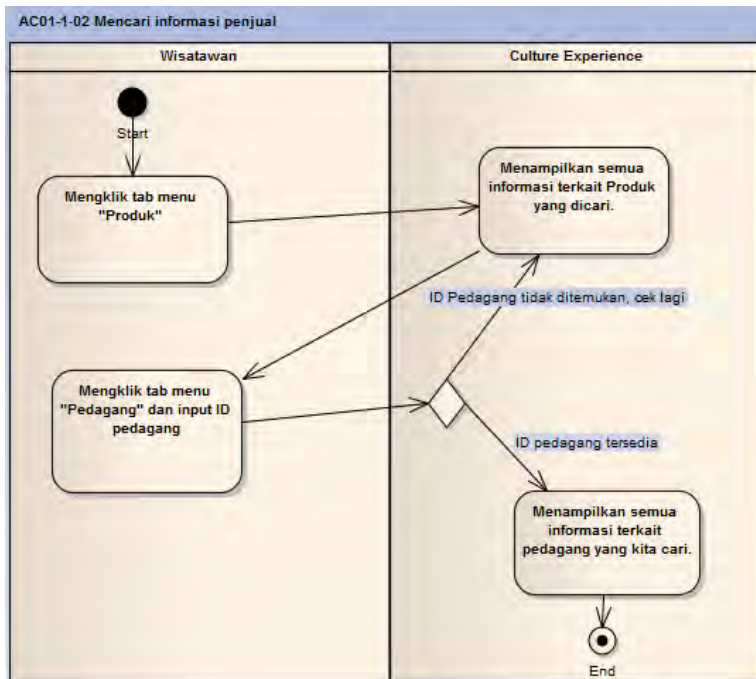 AC01-1-02 Mencari informasi penjual
Wisatawan
Culture Experience
Start
Mengklik tab menu
"Produk"
Menampilkan semua
informasi terkait Produk
yang dicari.
ID Pedagang tidak ditemukan, cek lagi
Mengklik tab menu
"Pedagang" dan input ID
pedagang
ID pedagang tersedia
Menampilkan semua
informasi terkait
pedagang yang kita cari.
End